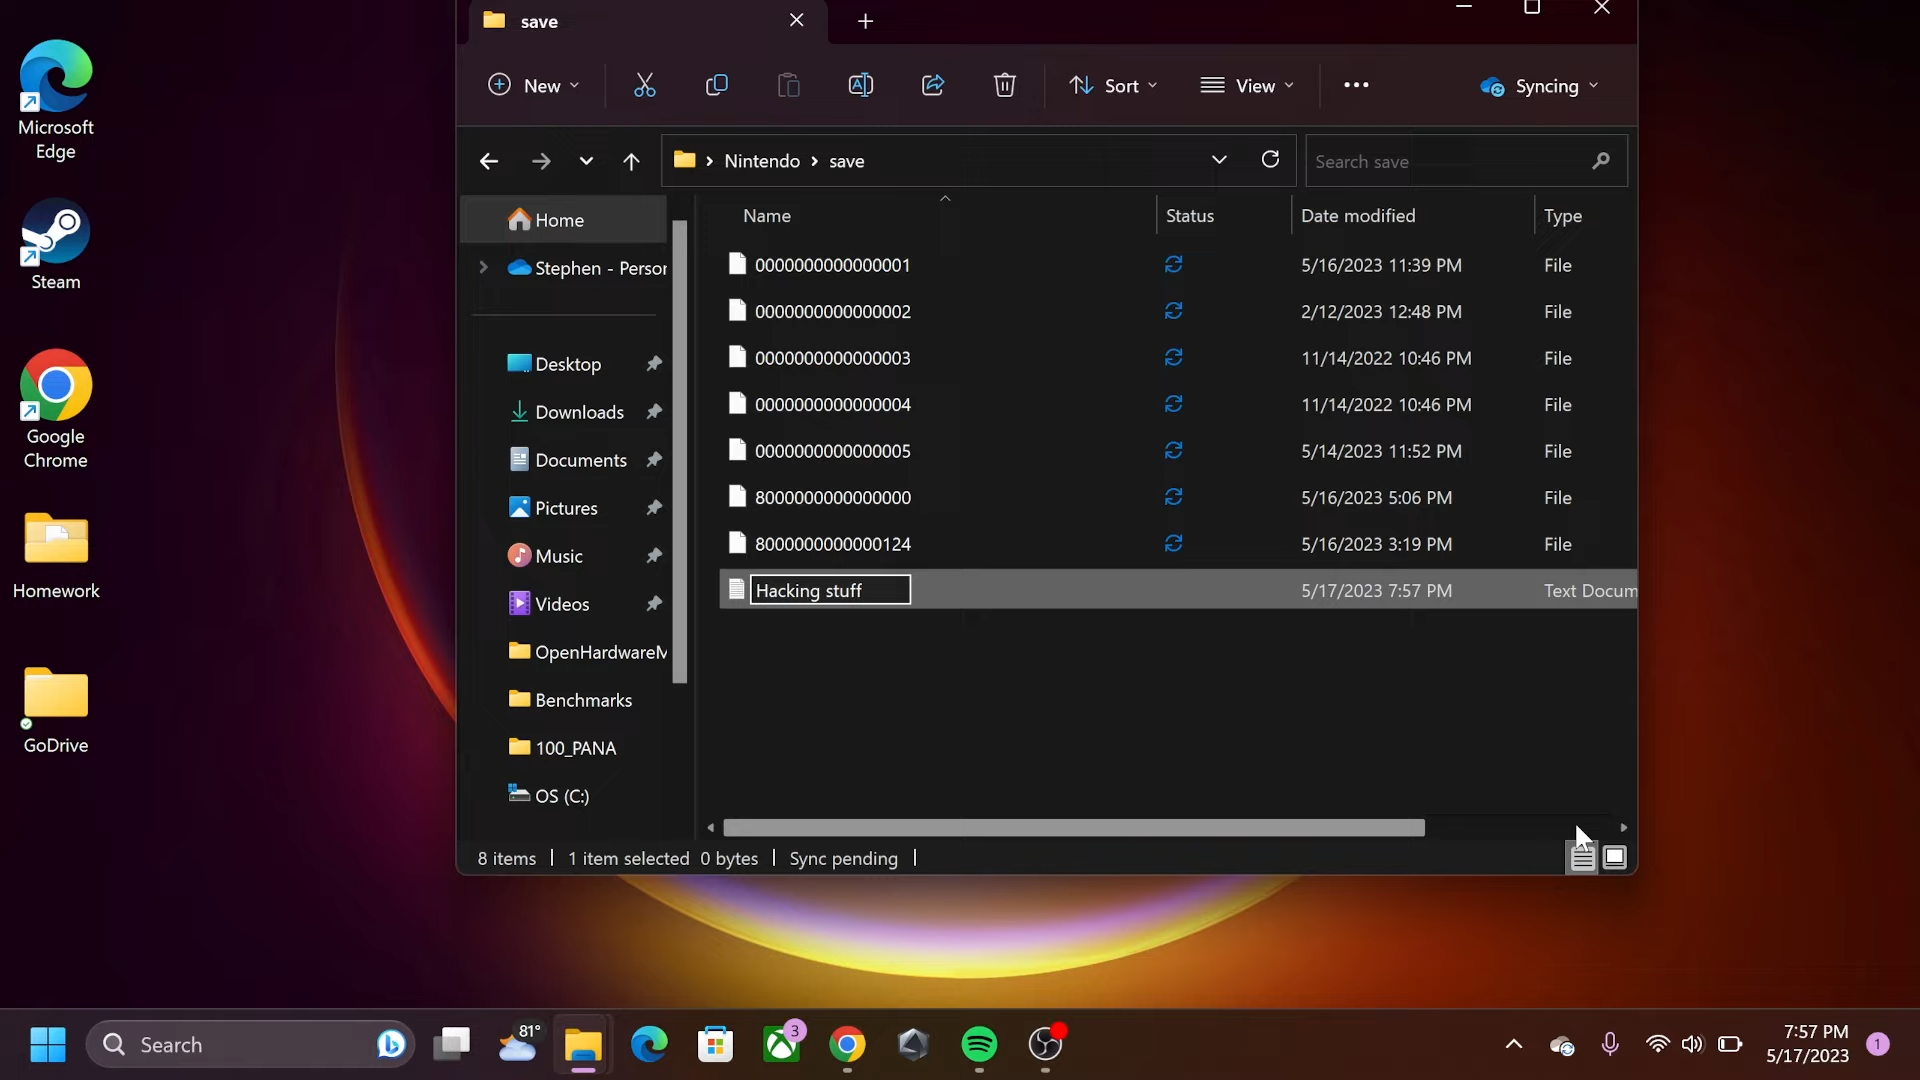 save
New
Sort
View
Syncing
Nintendo
save
Search save
Home
Stephen - Person
Desktop
Downloads
Documents
Pictures
Music
Videos
OpenHardwareM
Benchmarks
100_PANA
OS (C:)
Name
Status
Date modified
Type
0000000000000001
5/16/2023 11:39 PM
File
0000000000000002
2/12/2023 12:48 PM
File
0000000000000003
11/14/2022 10:46 PM
File
0000000000000004
11/14/2022 10:46 PM
File
0000000000000005
5/14/2023 11:52 PM
File
8000000000000000
5/16/2023 5:06 PM
File
8000000000000124
5/16/2023 3:19 PM
File
Hacking stuff
5/17/2023 7:57 PM
Text Docum
8 items
1 item selected 0 bytes
Sync pending
Microsoft
Edge
Steam
Google
Chrome
Homework
GoDrive
Search
81°
3
7:57 PM
5/17/2023
1